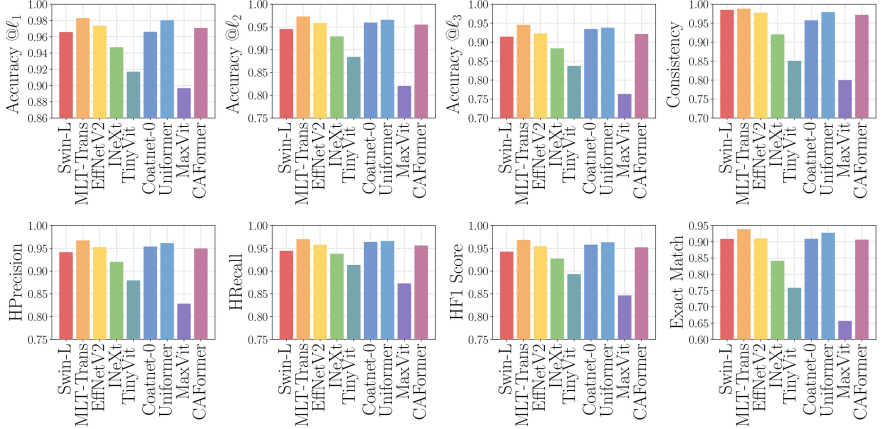 Accuracy @ℓ1
1.00
0.98
0.96
0.94
0.92
0.90
0.88
0.86
Swin-L
MLT-Trans
EffNetV2
INeXt
TinyVit
Coatnet-0
Uniformer
MaxVit
CAFormer
Accuracy @ℓ2
1.00
0.95
0.90
0.85
0.80
0.75
Swin-L
MLT-Trans
EffNetV2
INeXt
TinyVit
Coatnet-0
Uniformer
MaxVit
CAFormer
Accuracy @ℓ3
1.00
0.95
0.90
0.85
0.80
0.75
0.70
Swin-L
MLT-Trans
EffNetV2
INeXt
TinyVit
Coatnet-0
Uniformer
MaxVit
CAFormer
Consistency
1.00
0.95
0.90
0.85
0.80
0.75
0.70
Swin-L
MLT-Trans
EffNetV2
INeXt
TinyVit
Coatnet-0
Uniformer
MaxVit
CAFormer
HPrecision
1.00
0.95
0.90
0.85
0.80
0.75
Swin-L
MLT-Trans
EffNetV2
INeXt
TinyVit
Coatnet-0
Uniformer
MaxVit
CAFormer
HRecall
1.00
0.95
0.90
0.85
0.80
0.75
Swin-L
MLT-Trans
EffNetV2
INeXt
TinyVit
Coatnet-0
Uniformer
MaxVit
CAFormer
HF1 Score
1.00
0.95
0.90
0.85
0.80
0.75
Swin-L
MLT-Trans
EffNetV2
INeXt
TinyVit
Coatnet-0
Uniformer
MaxVit
CAFormer
Exact Match
0.95
0.90
0.85
0.80
0.75
0.70
0.65
0.60
Swin-L
MLT-Trans
EffNetV2
INeXt
TinyVit
Coatnet-0
Uniformer
MaxVit
CAFormer